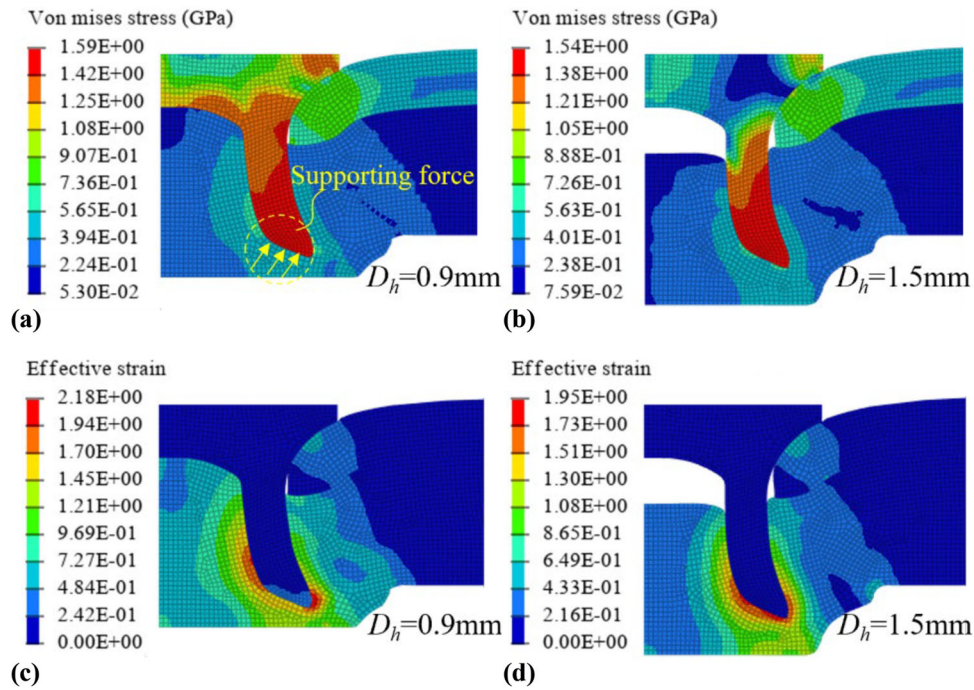 Von mises stress (GPa)
1.59E+00
1.42E+00
1.25E+00
1.08E+00
9.07E-01
7.36E-01
5.65E-01
3.94E-01
2.24E-01
5.30E-02
Supporting force
D_h=0.9mm
(a)
Von mises stress (GPa)
1.54E+00
1.38E+00
1.21E+00
1.05E+00
8.88E-01
7.26E-01
5.63E-01
4.01E-01
2.38E-01
7.59E-02
D_h=1.5mm
(b)
Effective strain
2.18E+00
1.94E+00
1.70E+00
1.45E+00
1.21E+00
9.69E-01
7.27E-01
4.84E-01
2.42E-01
0.00E+00
D_h=0.9mm
(c)
Effective strain
1.95E+00
1.73E+00
1.51E+00
1.30E+00
1.08E+00
8.65E-01
6.49E-01
4.33E-01
2.16E-01
0.00E+00
D_h=1.5mm
(d)